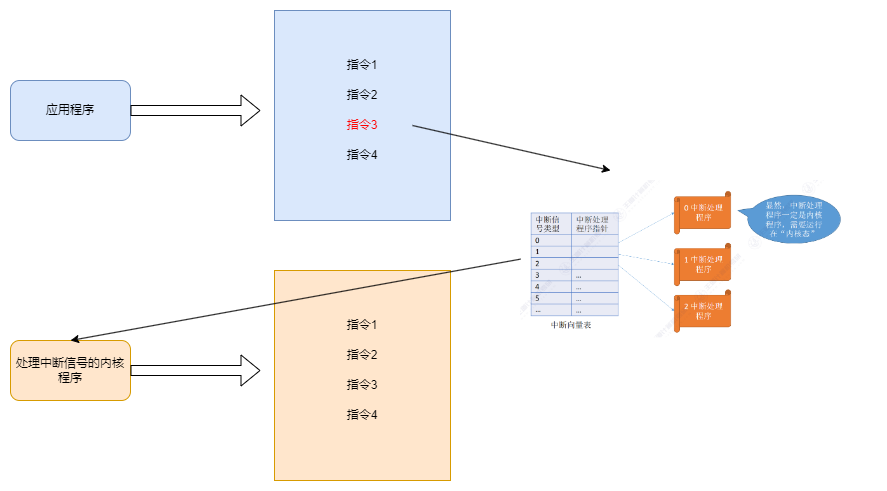 应用程序
指令1
指令2
指令3
指令4
中断信
号类型
中断处理
程序指针
0
1
2
3
...
4
...
5
...
...
...
中断向量表
0 中断处理
程序
1 中断处理
程序
2 中断处理
程序
显然，中断处理
程序一定是内核
程序，需要运行
在“内核态”
处理中断信号的内核
程序
指令1
指令2
指令3
指令4